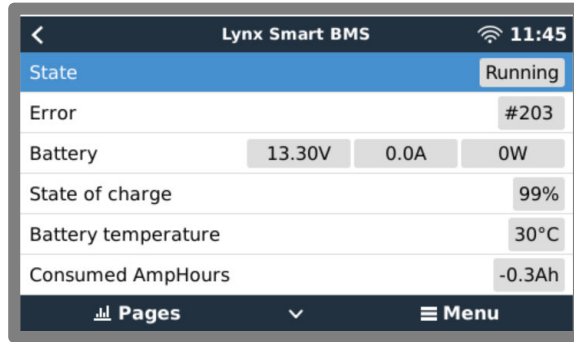 Lynx Smart BMS 11:45
State Running
Error #203
Battery 13.30V 0.0A 0W
State of charge 99%
Battery temperature 30°C
Consumed AmpHours -0.3Ah
Pages Menu